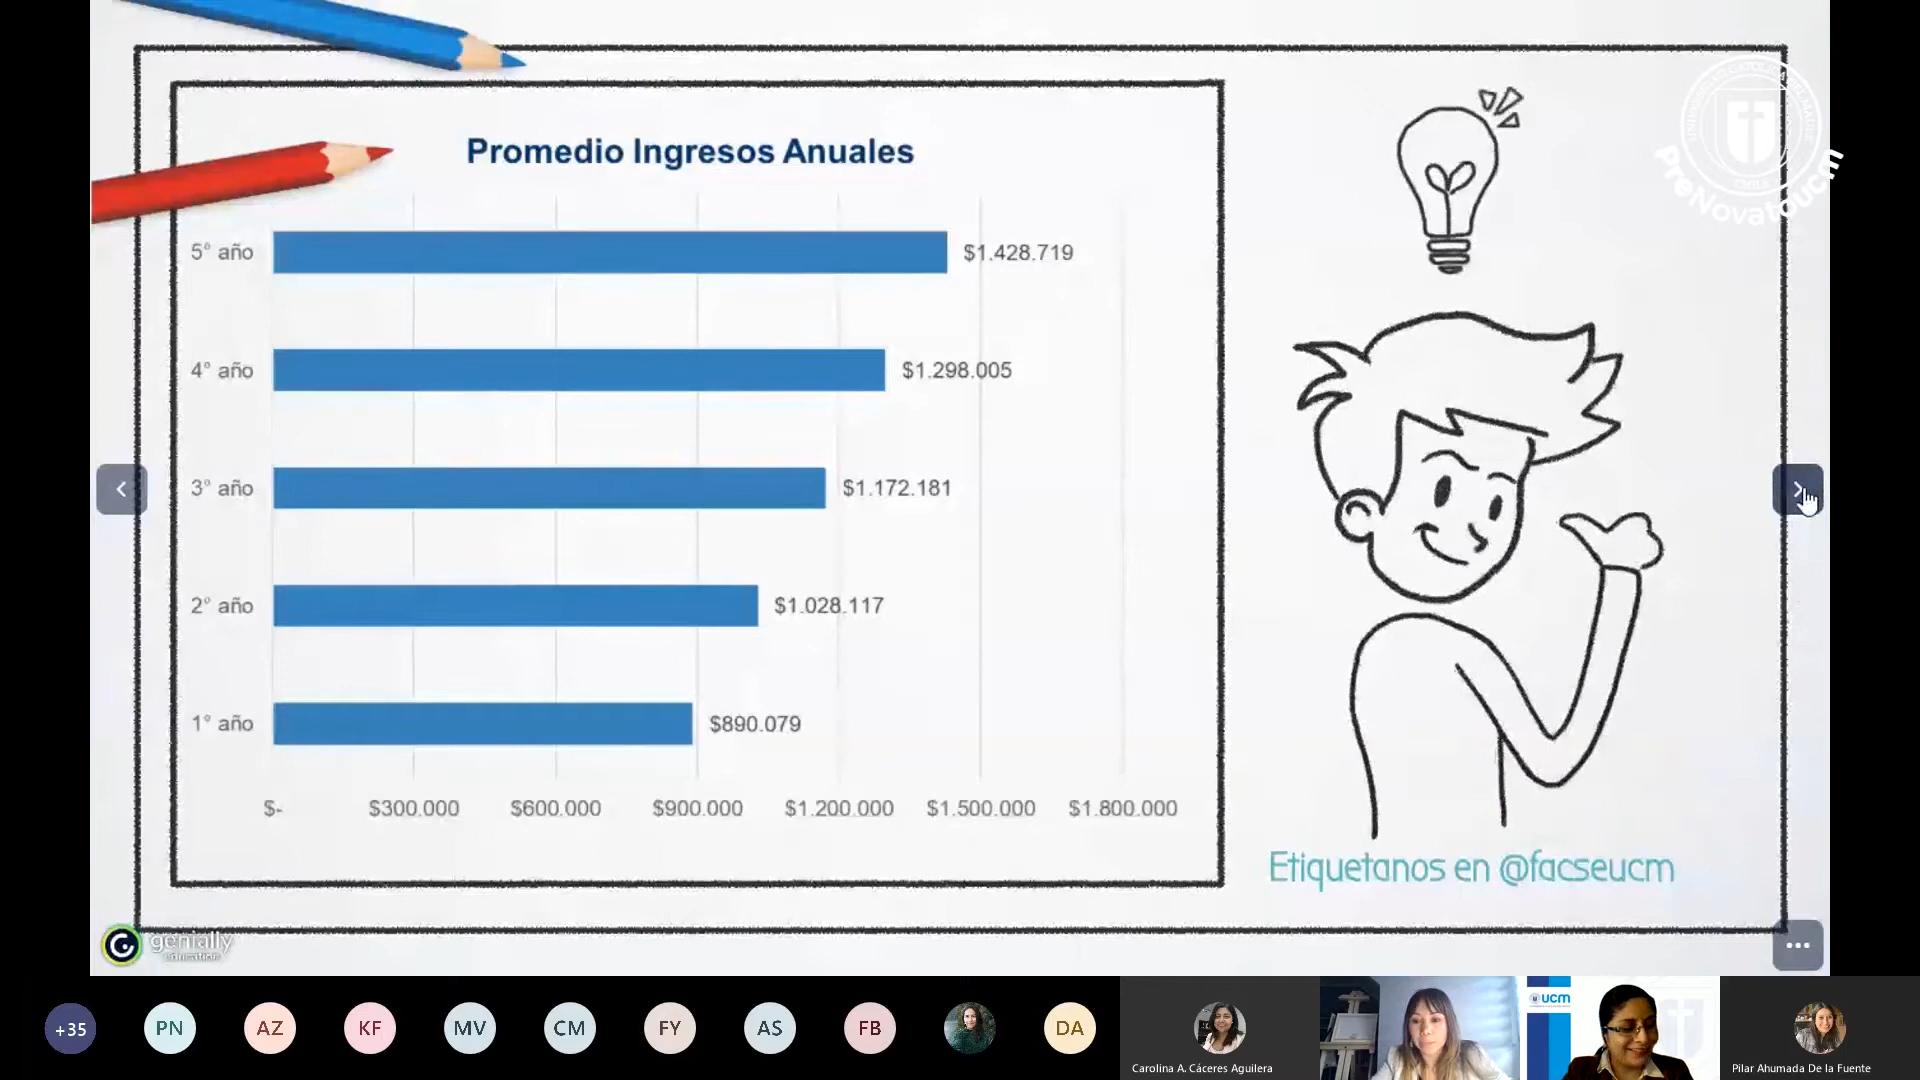 Promedio Ingresos Anuales
5° año $1.428.719
4° año $1.298.005
3° año $1.172.181
2° año $1.028.117
1° año $890.079
$- $300.000 $600.000 $900.000 $1.200.000 $1.500.000 $1.800.000
PreNovatoucm
Etiquetanos en @facseucm
genially
education
+35 PN AZ KF MV CM FY AS FB DA
ucm
Carolina A. Cáceres Aguilera
Pilar Ahumada De la Fuente